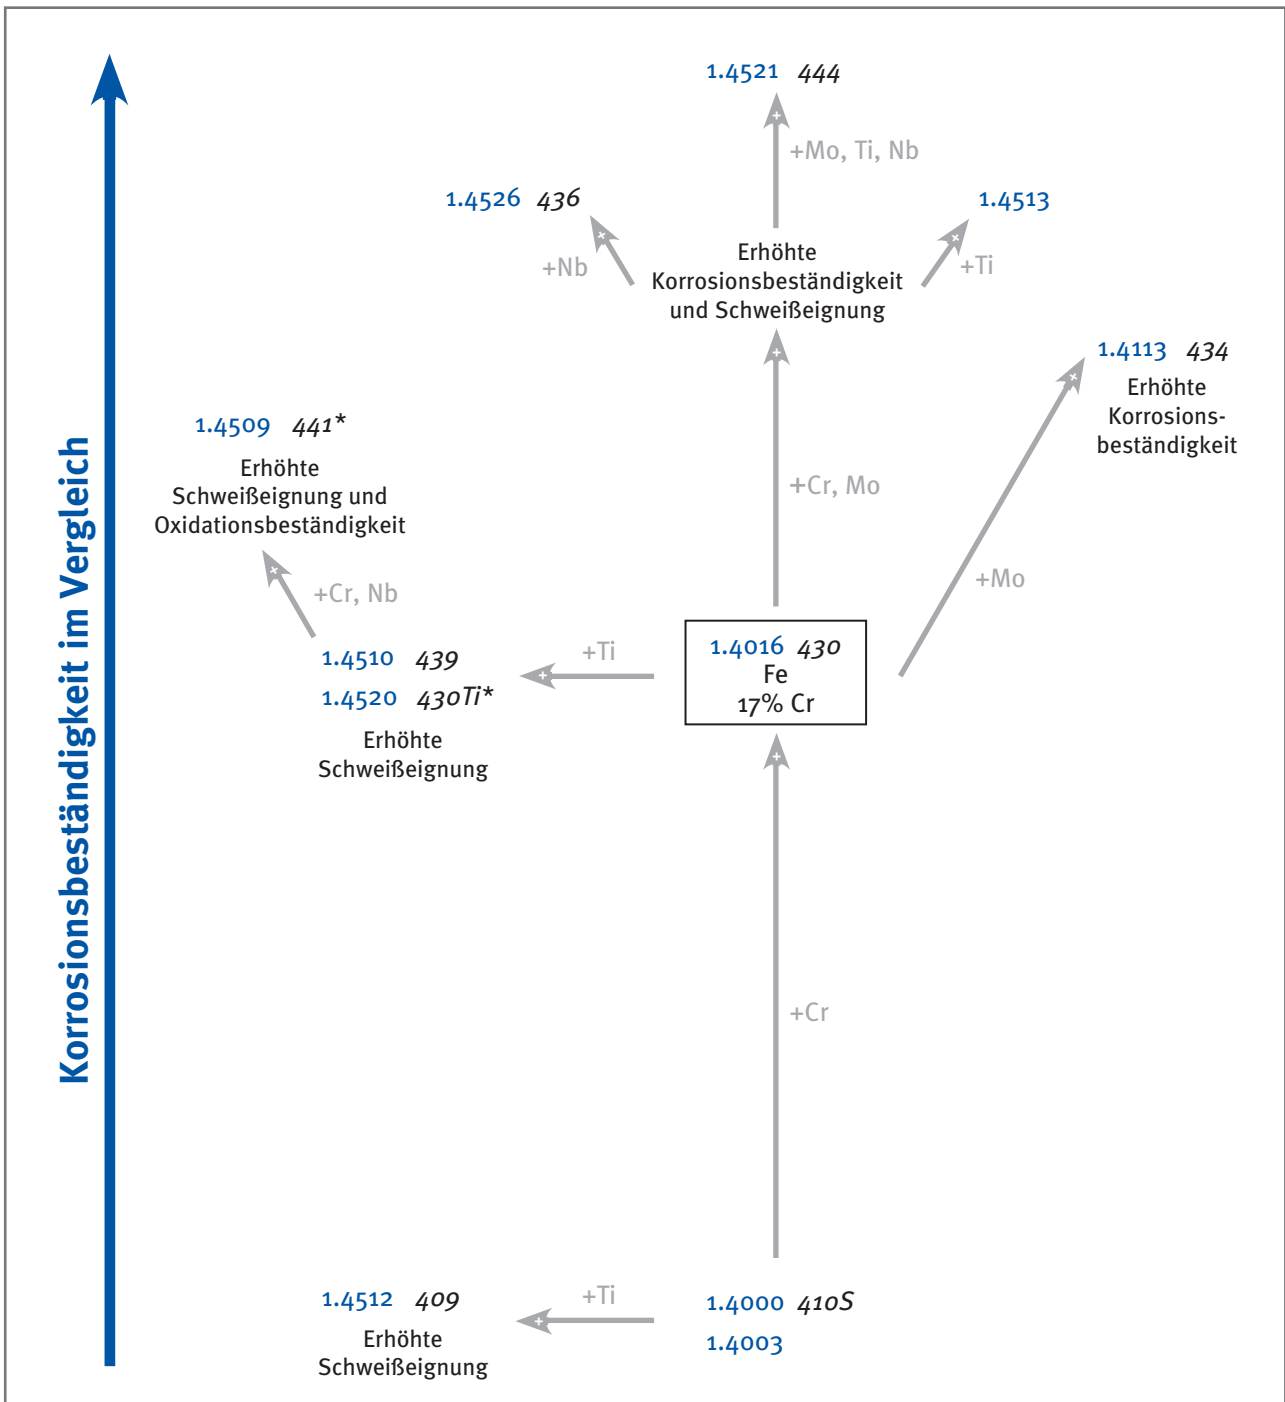 1.4521 444
+Mo, Ti, Nb
1.4526 436
1.4513
+Nb
Erhöhte
Korrosionsbeständigkeit
und Schweißeignung
+Ti
1.4113 434
Erhöhte
Korrosions-
beständigkeit
1.4509 441*
Erhöhte
Schweißeignung und
Oxidationsbeständigkeit
+Cr, Mo
+Cr, Nb
+Mo
1.4510 439
1.4520 430Ti*
Erhöhte
Schweißeignung
+Ti
1.4016 430
Fe
17% Cr
Korrosionsbeständigkeit im Vergleich
+Cr
1.4512 409
Erhöhte
Schweißeignung
+Ti
1.4000 410S
1.4003